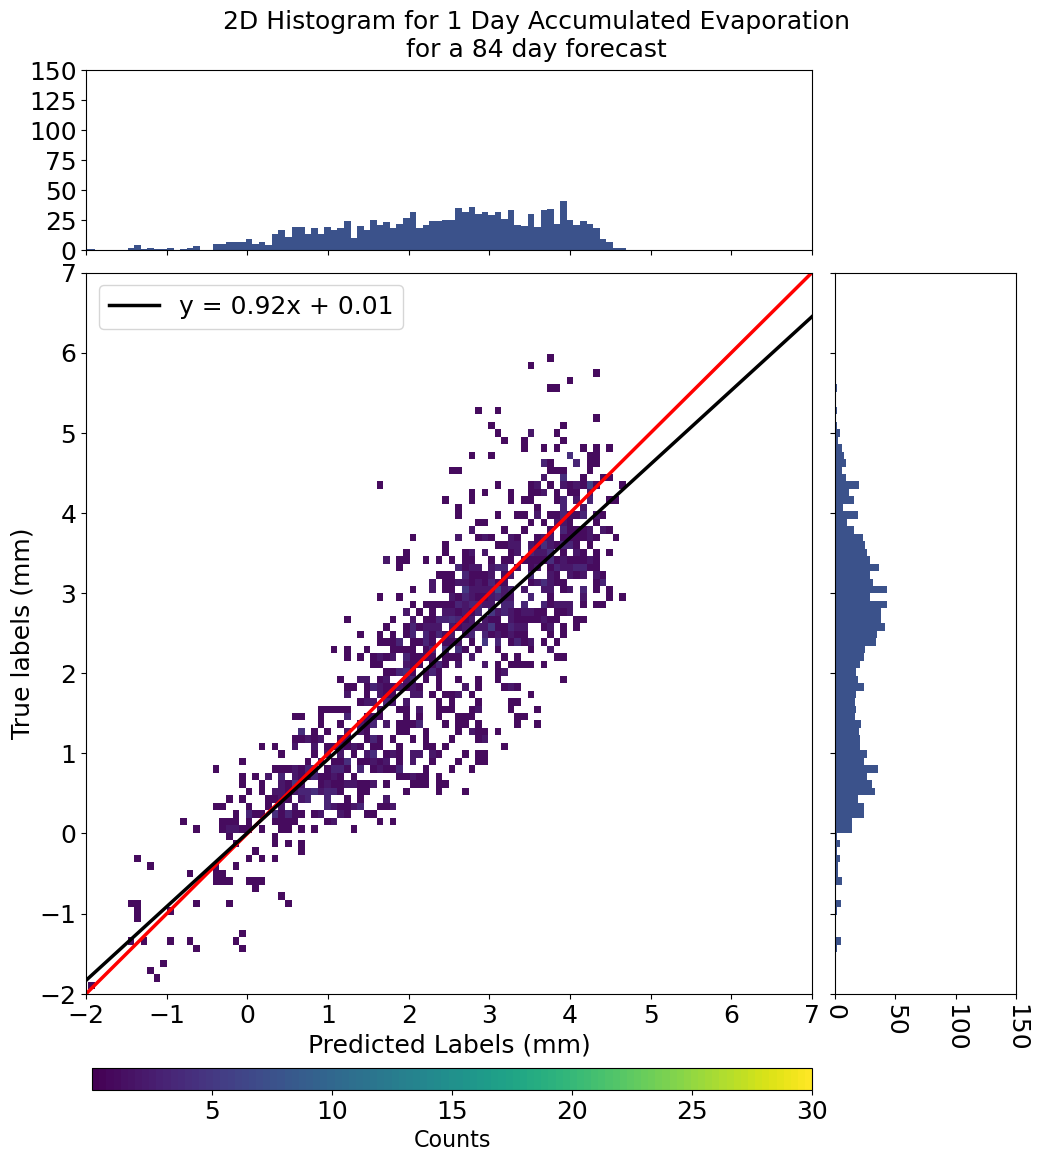 2D Histogram for 1 Day Accumulated Evaporation
for a 84 day forecast
150
125
100
75
50
25
0
7
6
5
4
3
2
1
0
−1
−2
True labels (mm)
y = 0.92x + 0.01
−2 −1 0 1 2 3 4 5 6 7
Predicted Labels (mm)
0 50 100 150
5 10 15 20 25 30
Counts